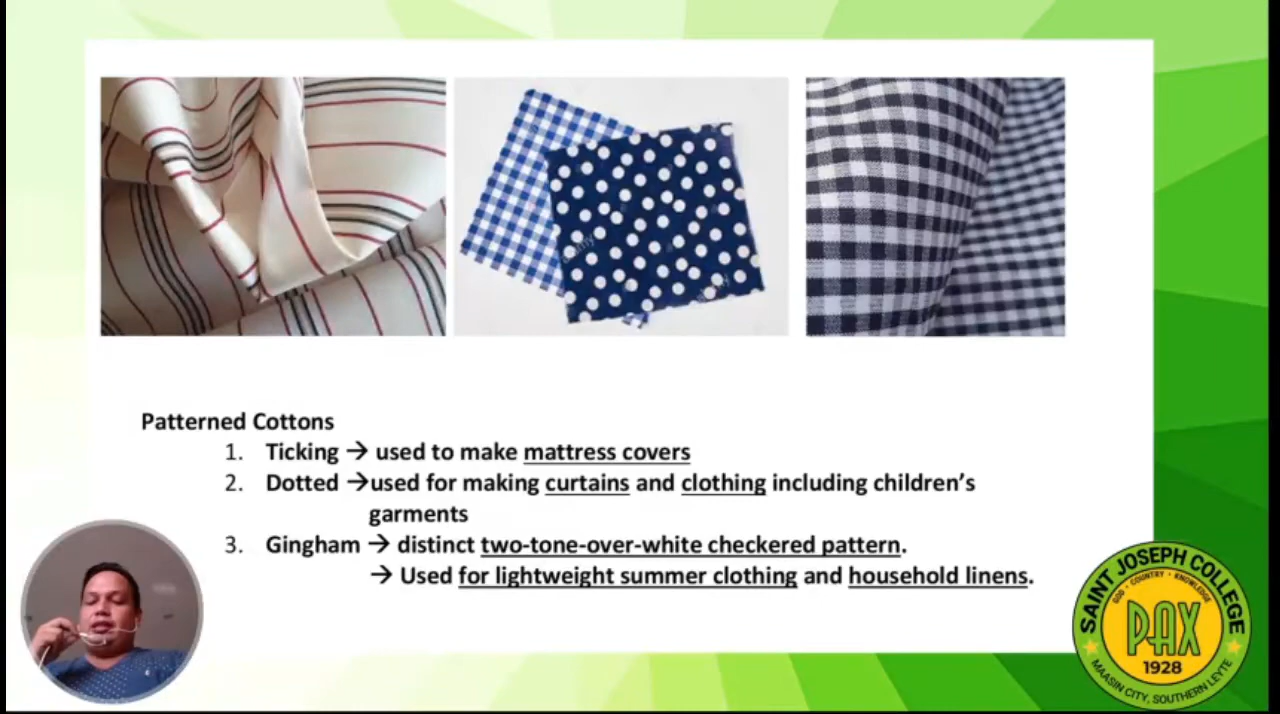 Patterned Cottons
1. Ticking → used to make mattress covers
2. Dotted →used for making curtains and clothing including children's
garments
3. Gingham → distinct two-tone-over-white checkered pattern.
→ Used for lightweight summer clothing and household linens.
SAINT JOSEPH COLLEGE
GOD • COUNTRY • KNOWLEDGE
PAX
1928
MAASIN CITY, SOUTHERN LEYTE